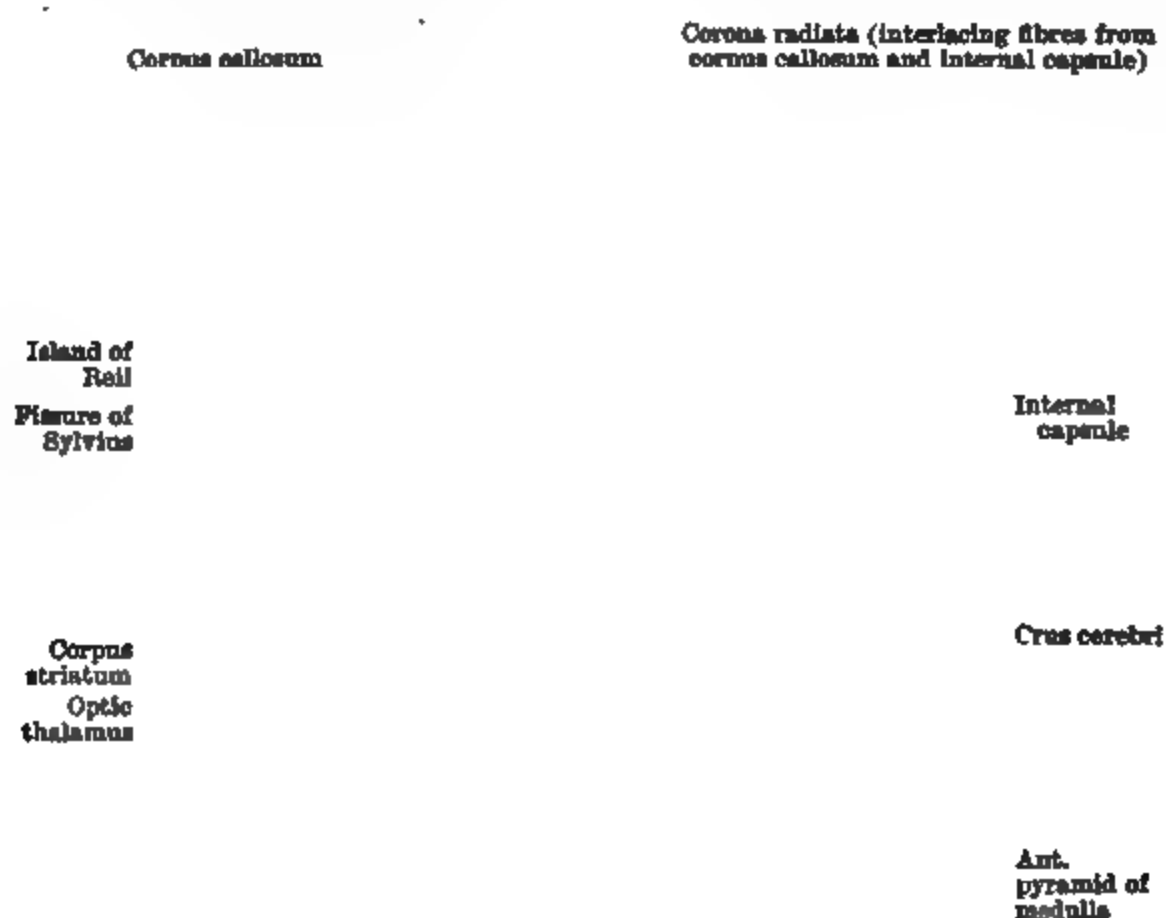 Corpus callosum
Corona radiata (interlacing fibres from
corpus callosum and internal capsule)
Island of
Reil
Fissure of
Sylvius
Internal
capsule
Corpus
striatum
Optic
thalamus
Crus cerebri
Ant.
pyramid of
medulla